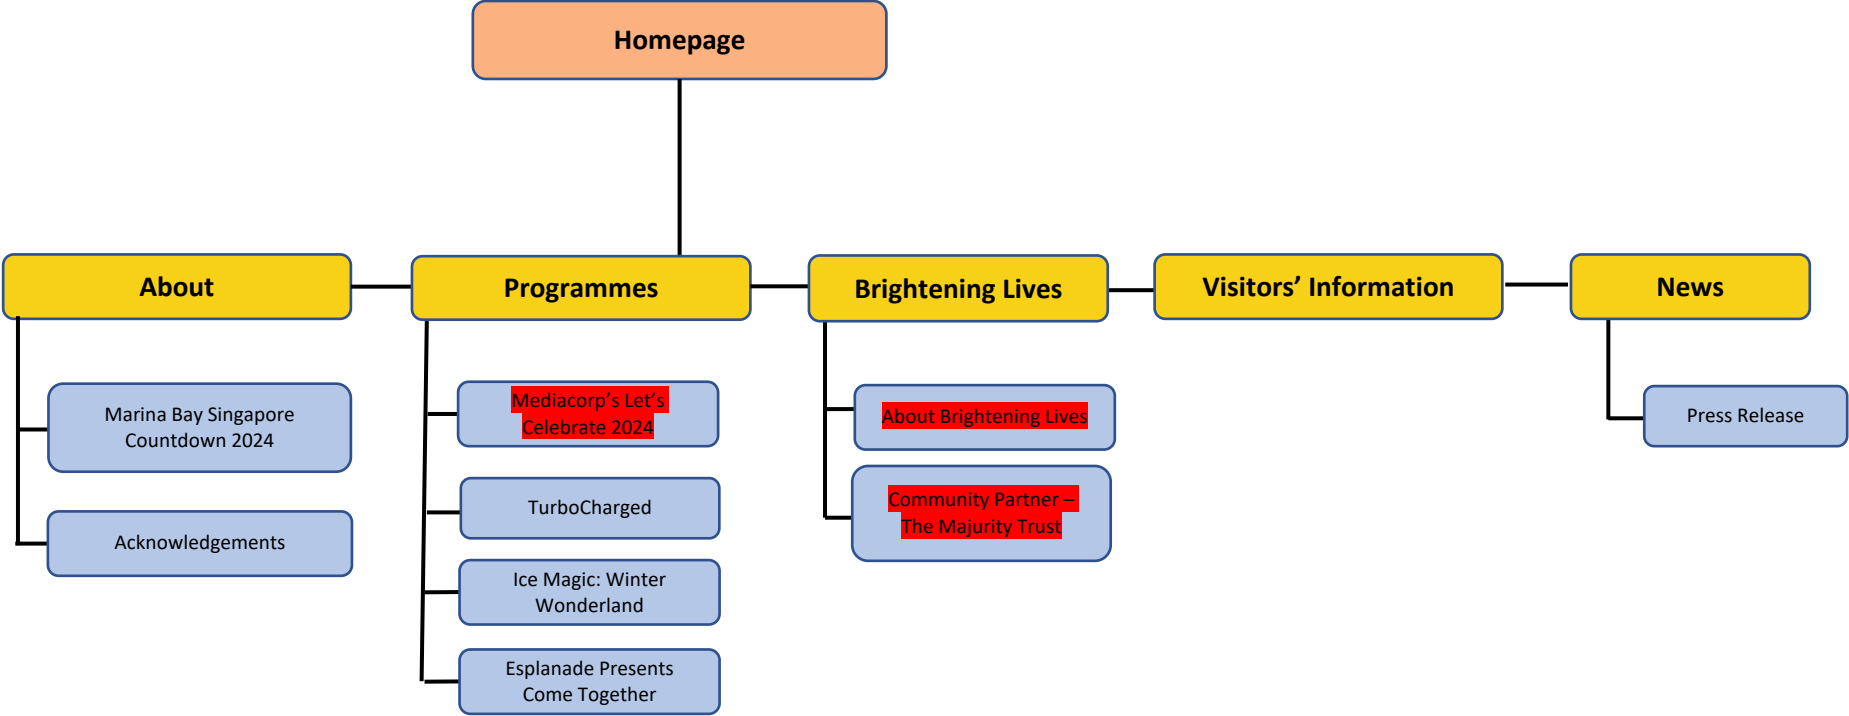 Homepage
About
Programmes
Brightening Lives
Visitors’ Information
News
Marina Bay Singapore
Countdown 2024
Acknowledgements
Mediacorp’s Let’s
Celebrate 2024
TurboCharged
Ice Magic: Winter
Wonderland
Esplanade Presents
Come Together
About Brightening Lives
Community Partner –
The Majurity Trust
Press Release